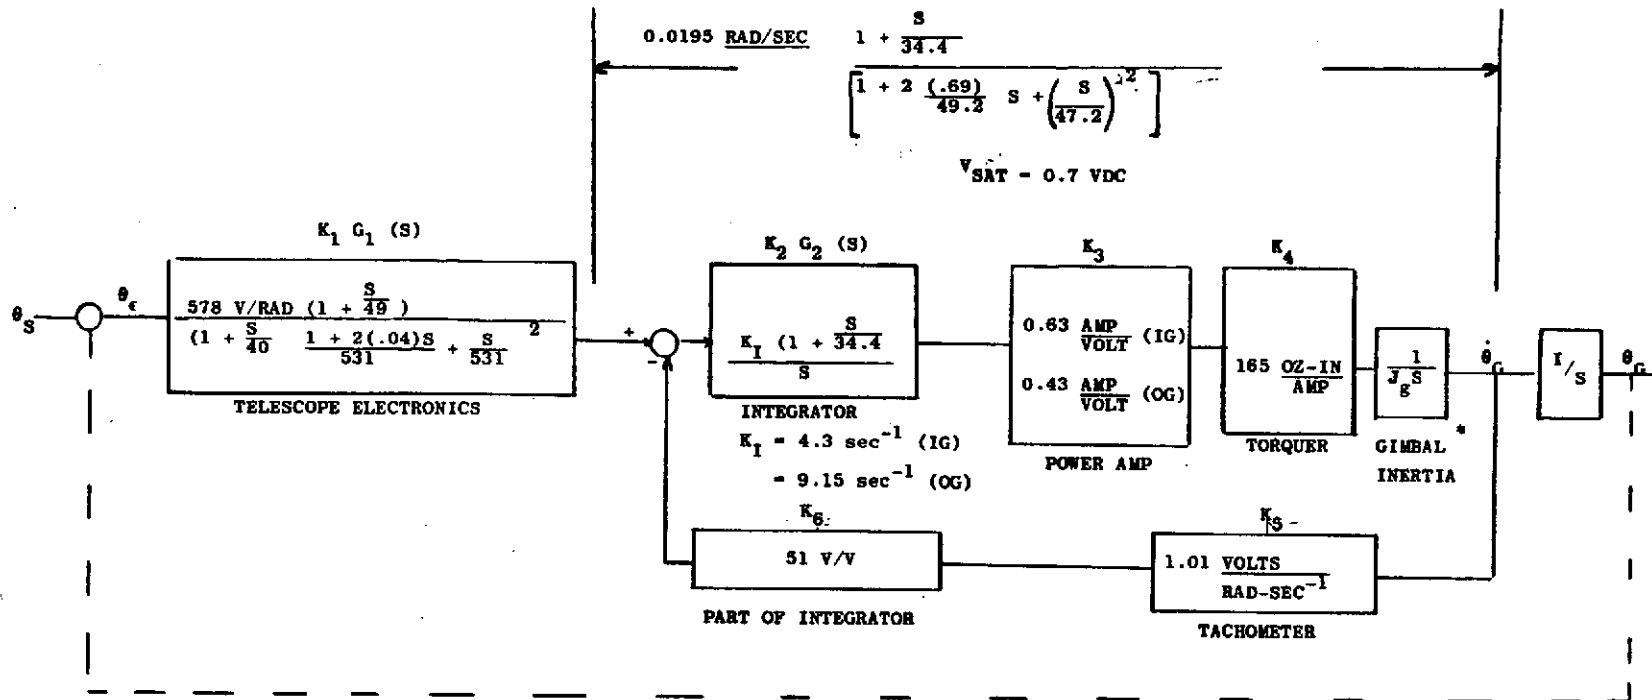 S
0.0195 RAD/SEC 1 + 34.4
[1 + 2 (.69) S + ( S )2]
49.2 47.2
VSAT = 0.7 VDC
K1 G1 (S)
K2 G2 (S)
K3
K4
θS
θϵ
578 V/RAD (1 + S/49 )
(1 + S/40 1 + 2(.04)S/531 + S/531 2
TELESCOPE ELECTRONICS
+
-
KI (1 + S/34.4
S
INTEGRATOR
KI = 4.3 sec-1 (IG)
= 9.15 sec-1 (OG)
0.63 AMP/VOLT (IG)
0.43 AMP/VOLT (OG)
POWER AMP
165 OZ-IN/AMP
TORQUER
1/JgS
GIMBAL *
INERTIA
θ̇G
I/S
θG
K6
51 V/V
PART OF INTEGRATOR
K5
1.01 VOLTS
RAD-SEC-1
TACHOMETER